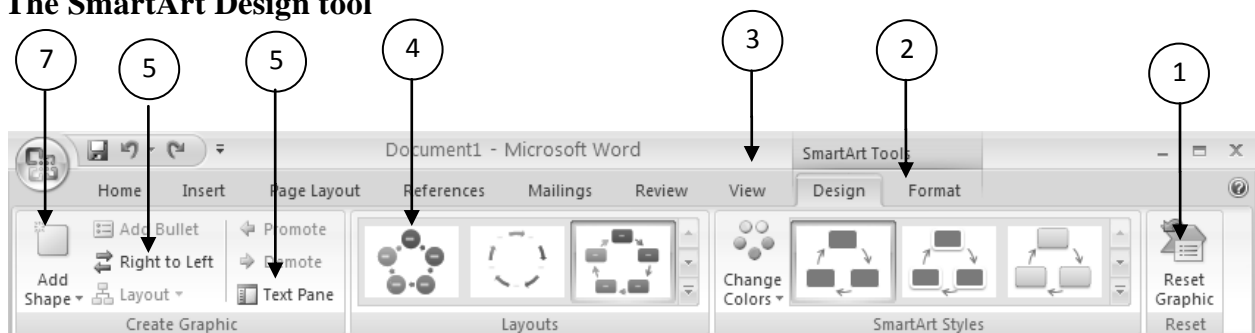 The SmartArt Design tool
7 5 5 4 3 2 1
Document1 - Microsoft Word SmartArt Tools
Home Insert Page Layout References Mailings Review View Design Format
Add Bullet Promote
Right to Left Demote
Add Shape Layout Text Pane
Change Colors
Reset Graphic
Create Graphic Layouts SmartArt Styles Reset